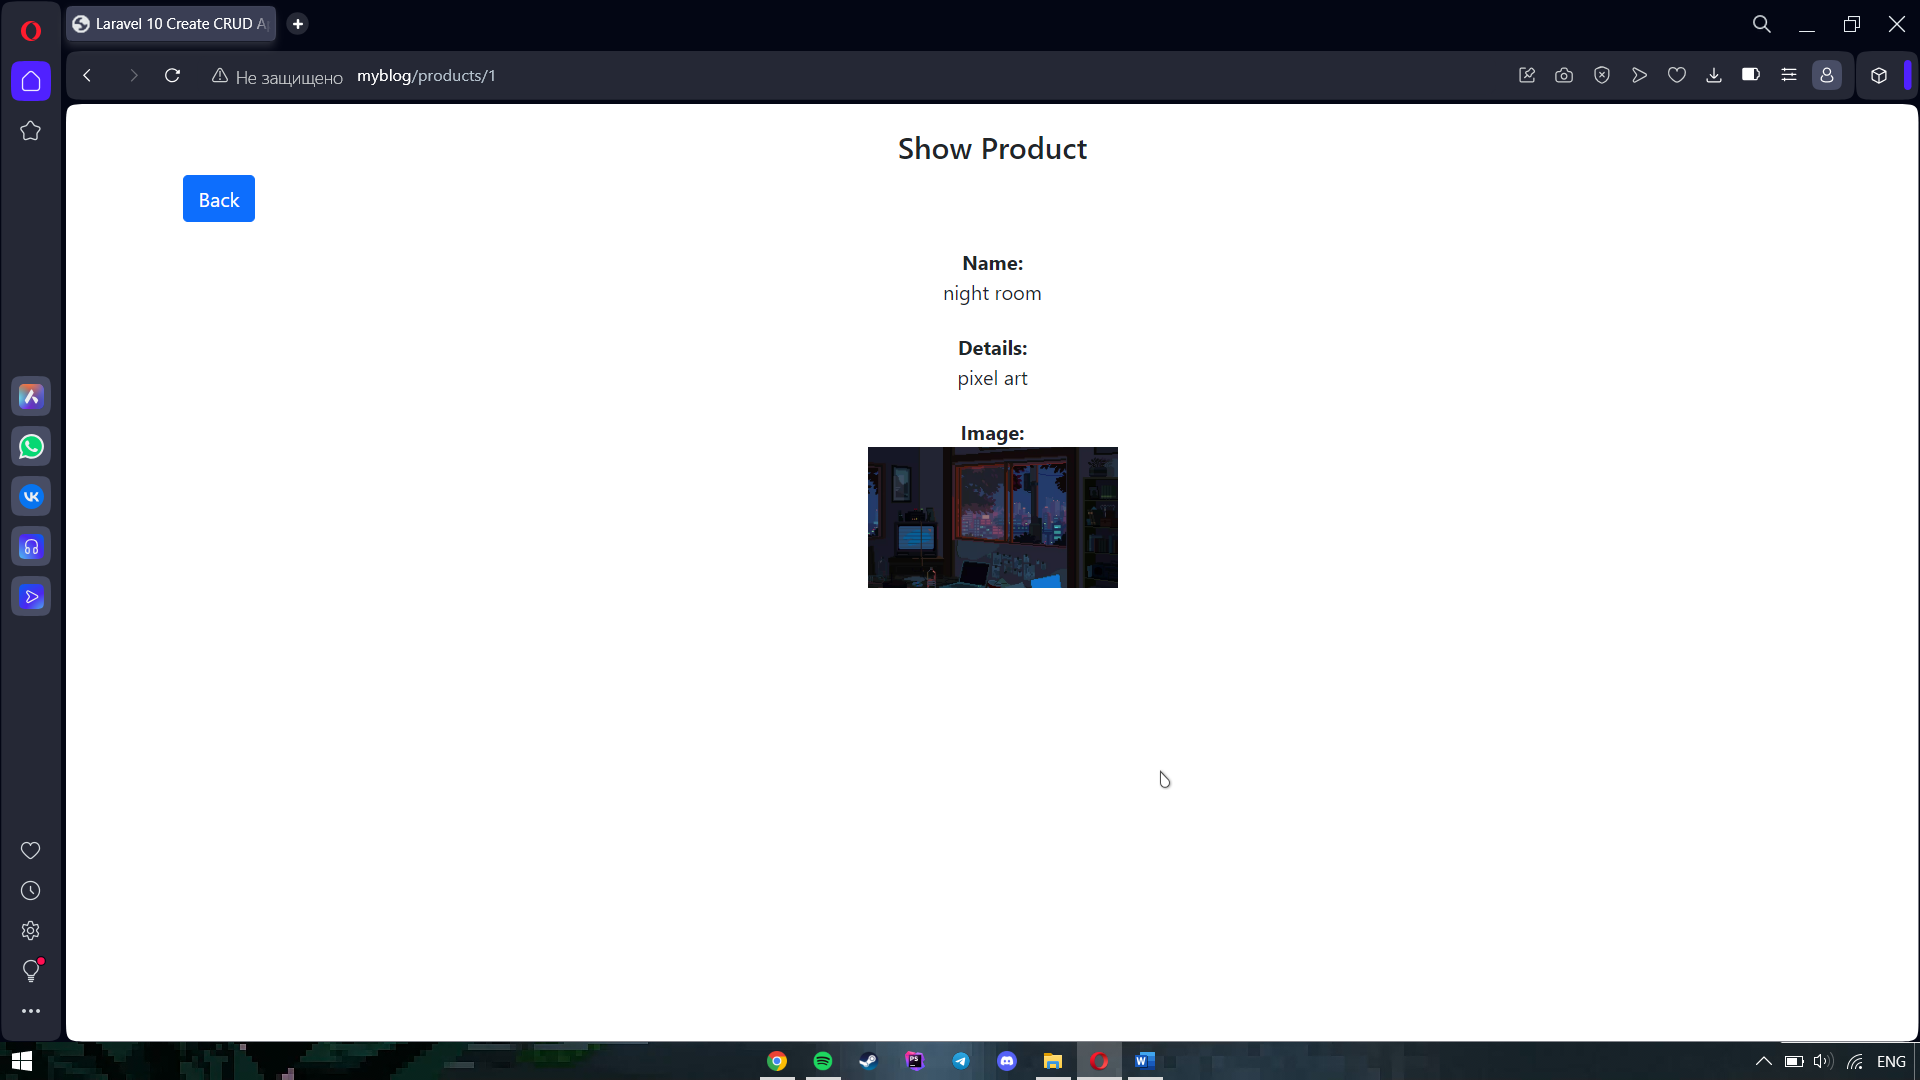 Laravel 10 Create CRUD A
Не защищено myblog/products/1
Show Product
Back
Name:
night room
Details:
pixel art
Image:
ENG